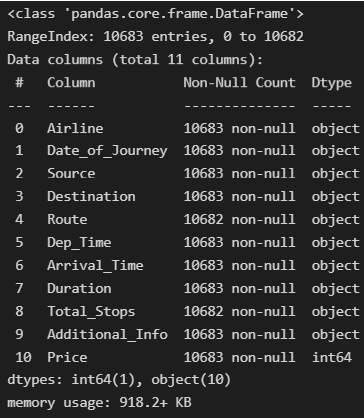 <class 'pandas.core.frame.DataFrame'>
RangeIndex: 10683 entries, 0 to 10682
Data columns (total 11 columns):
 #   Column           Non-Null Count  Dtype
---  ------           --------------  -----
 0   Airline          10683 non-null  object
 1   Date_of_Journey  10683 non-null  object
 2   Source           10683 non-null  object
 3   Destination      10683 non-null  object
 4   Route            10682 non-null  object
 5   Dep_Time         10683 non-null  object
 6   Arrival_Time     10683 non-null  object
 7   Duration         10683 non-null  object
 8   Total_Stops      10682 non-null  object
 9   Additional_Info  10683 non-null  object
 10  Price            10683 non-null  int64
dtypes: int64(1), object(10)
memory usage: 918.2+ KB